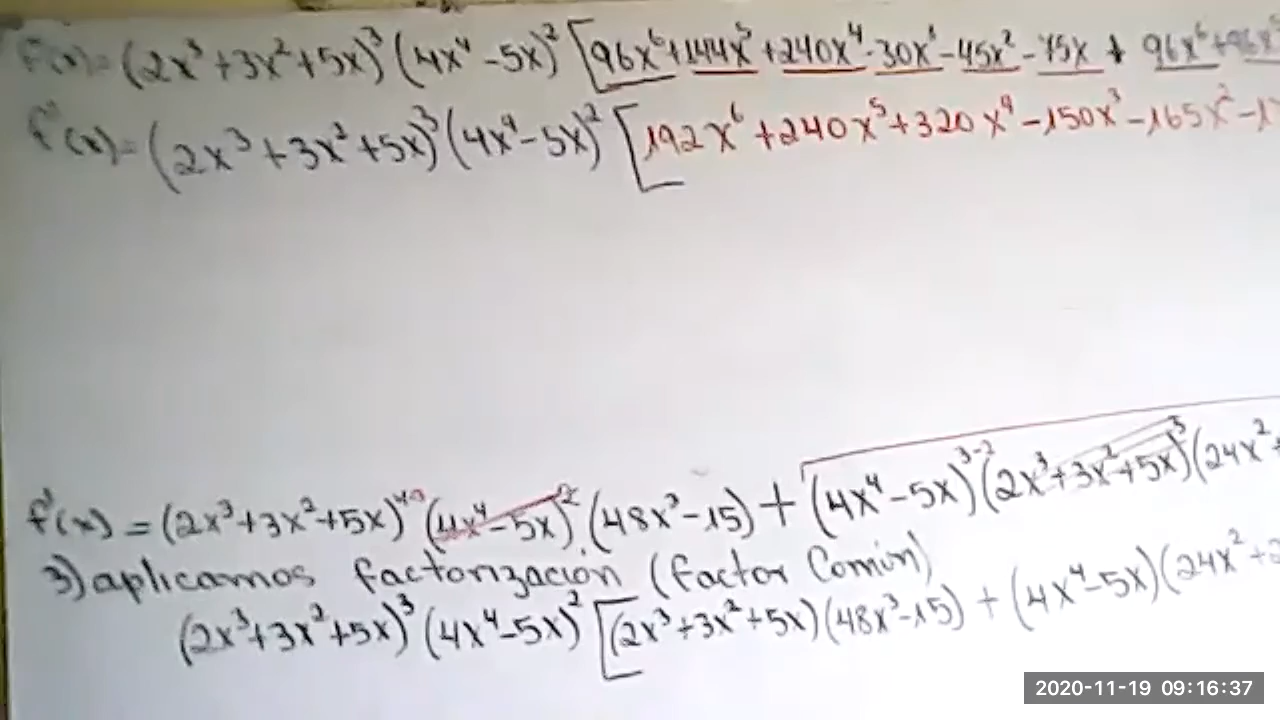 f'(x)= (2x³+3x²+5x)³ (4x⁴-5x)² [96x⁶+144x⁵+240x⁴-30x³-45x²-75x + 96x⁶+96x⁵
f'(x)= (2x³+3x²+5x)³ (4x⁴-5x)² [192x⁶+240x⁵+320x⁴-150x³-165x²-1
f'(x) = (2x³+3x²+5x)⁴ (4x⁴-5x)² (48x³-15) + (4x⁴-5x)³⁻² (2x³+3x²+5x)³ (24x²+
3) aplicamos factorización (factor Común)
(2x³+3x²+5x)³ (4x⁴-5x)² [(2x³+3x²+5x)(48x³-15) + (4x⁴-5x)(24x²+
2020-11-19 09:16:37